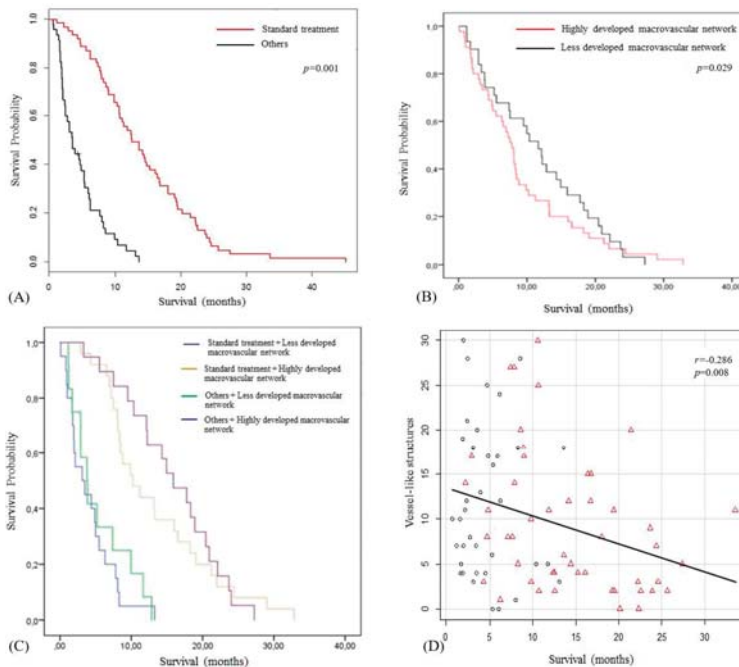 1,0
0,8
0.6
0.4
0.2
0.0
Survival Probability
Standard treatment
Others
p=0.001
0
10
20
30
40
Survival (months)
(A)
1,0
0,8
0,6
0,4
0,2
0,0
Survival Probability
Highly developed macrovascular network
Less developed macrovascular network
p=0.029
,00
10,00
20,00
30,00
40,00
Survival (months)
(B)
1,0
0,8
0,6
0,4
0,2
0,0
Survival Probability
Standard treatment + Less developed
macrovascular network
Standard treatment + Highly developed
macrovascular network
Others + Less developed macrovascular
network
Others + Highly developed macrovascular
network
,00
10,00
20,00
30,00
40,00
Survival (months)
(C)
30
25
20
15
10
5
0
Vessel-like structures
r=-0.286
p=0.008
0
5
10
15
20
25
30
Survival (months)
(D)